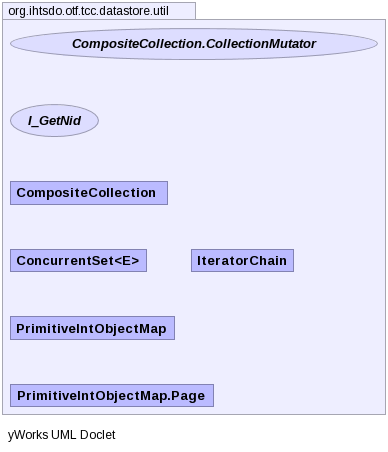 org.ihtsdo.otf.tcc.datastore.util
CompositeCollection.CollectionMutator
I_GetNid
CompositeCollection
ConcurrentSet<E>
IteratorChain
PrimitiveIntObjectMap
PrimitiveIntObjectMap.Page
yWorks UML Doclet